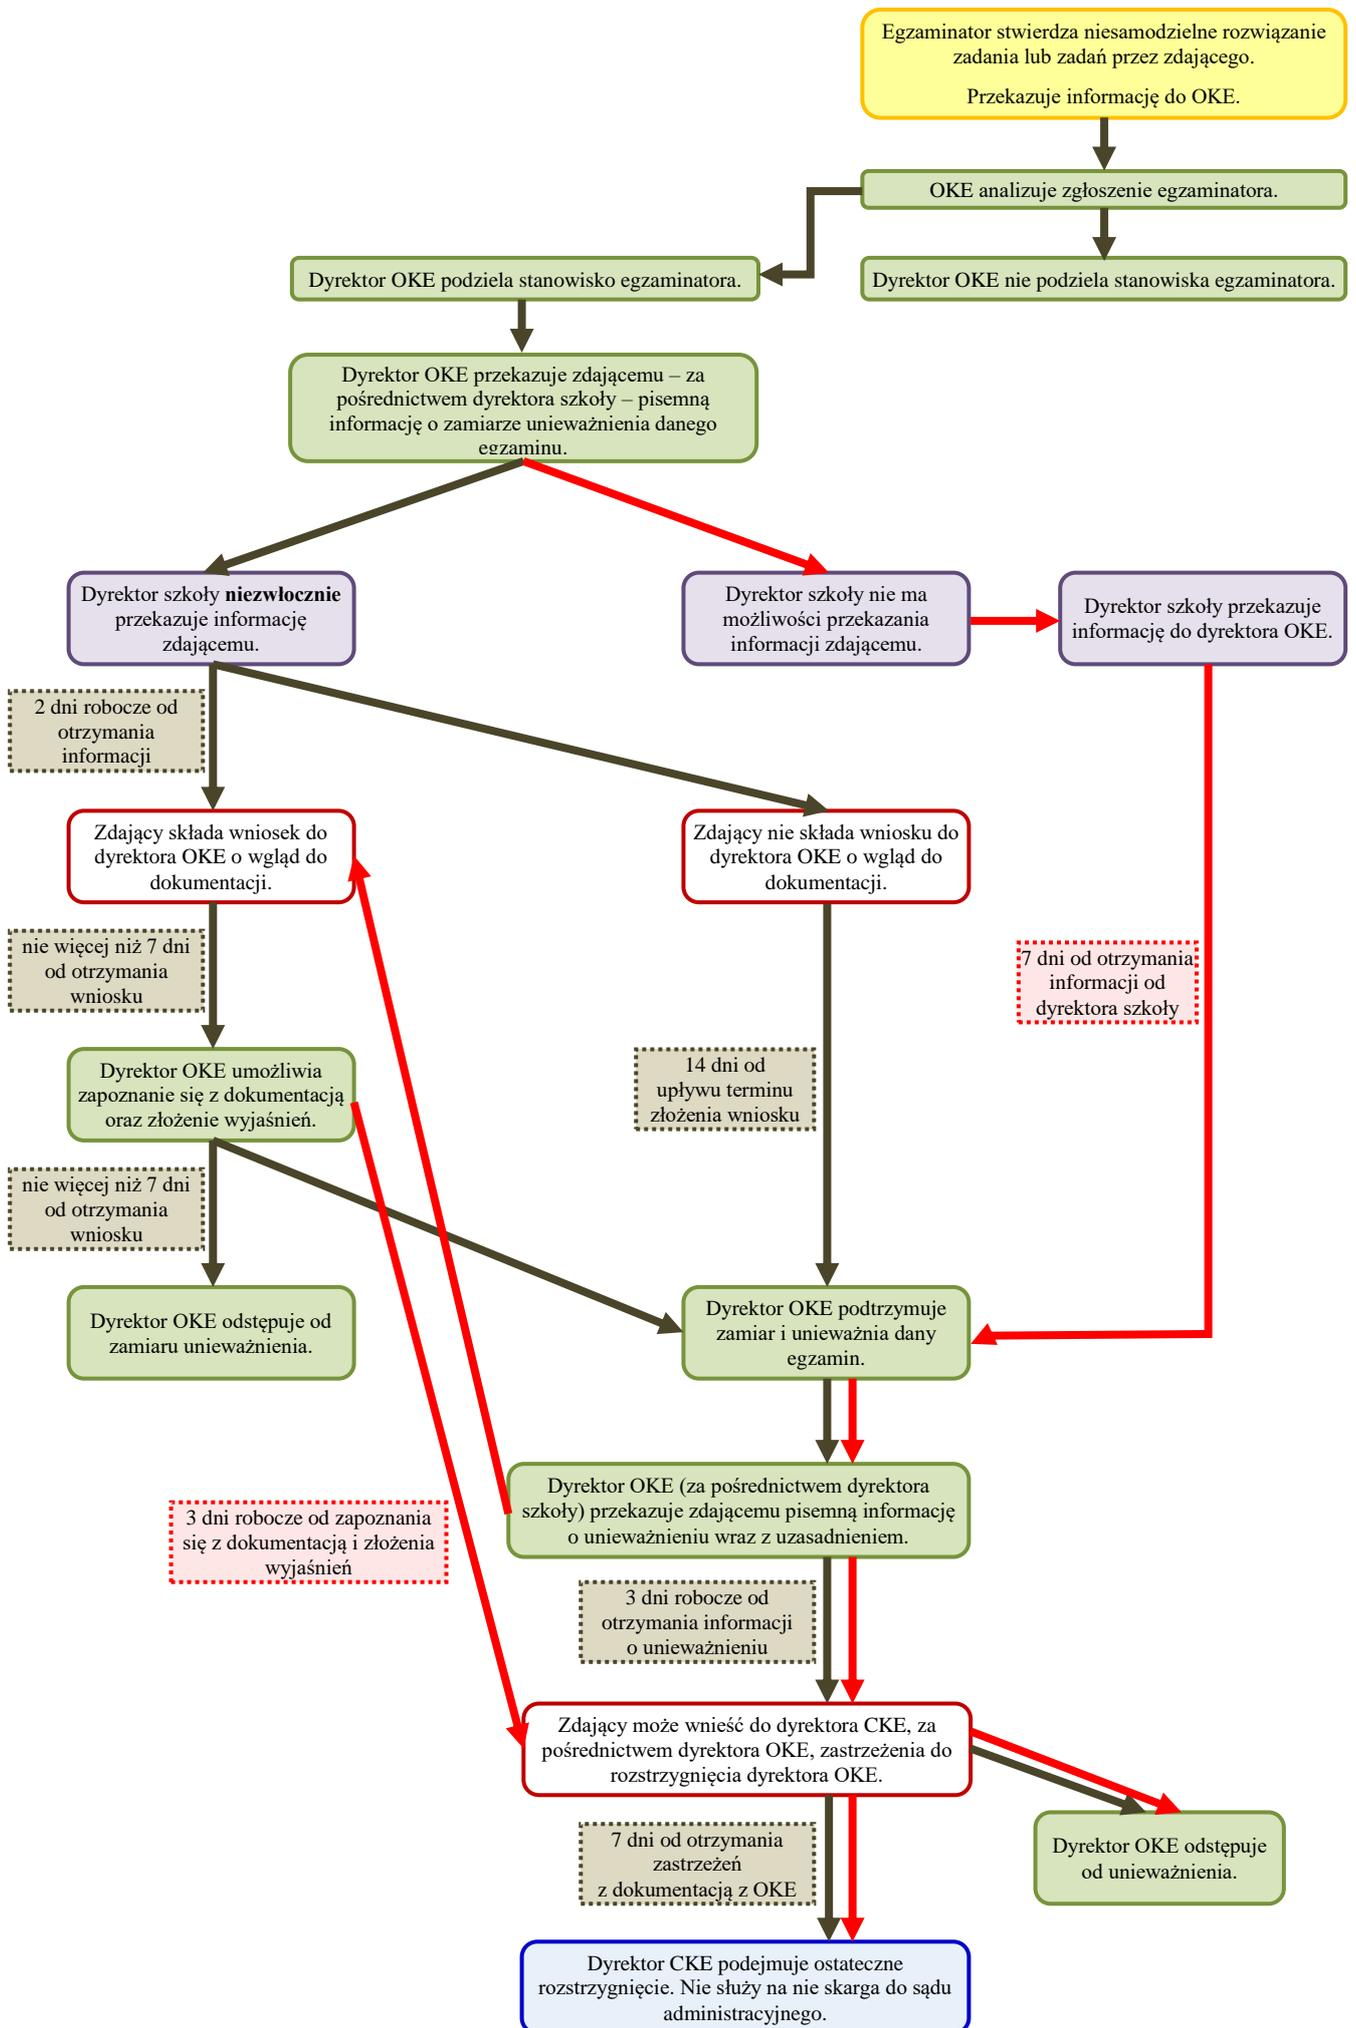 Egzaminator stwierdza niesamodzielne rozwiązanie
zadania lub zadań przez zdającego.
Przekazuje informację do OKE.
OKE analizuje zgłoszenie egzaminatora.
Dyrektor OKE podziela stanowisko egzaminatora.
Dyrektor OKE nie podziela stanowiska egzaminatora.
Dyrektor OKE przekazuje zdającemu – za
pośrednictwem dyrektora szkoły – pisemną
informację o zamiarze unieważnienia danego
egzaminu.
Dyrektor szkoły niezwłocznie
przekazuje informację
zdającemu.
Dyrektor szkoły nie ma
możliwości przekazania
informacji zdającemu.
Dyrektor szkoły przekazuje
informację do dyrektora OKE.
2 dni robocze od
otrzymania
informacji
Zdający składa wniosek do
dyrektora OKE o wgląd do
dokumentacji.
Zdający nie składa wniosku do
dyrektora OKE o wgląd do
dokumentacji.
nie więcej niż 7 dni
od otrzymania
wniosku
7 dni od otrzymania
informacji od
dyrektora szkoły
Dyrektor OKE umożliwia
zapoznanie się z dokumentacją
oraz złożenie wyjaśnień.
14 dni od
upływu terminu
złożenia wniosku
nie więcej niż 7 dni
od otrzymania
wniosku
Dyrektor OKE odstępuje od
zamiaru unieważnienia.
Dyrektor OKE podtrzymuje
zamiar i unieważnia dany
egzamin.
Dyrektor OKE (za pośrednictwem dyrektora
szkoły) przekazuje zdającemu pisemną informację
o unieważnieniu wraz z uzasadnieniem.
3 dni robocze od zapoznania
się z dokumentacją i złożenia
wyjaśnień
3 dni robocze od
otrzymania informacji
o unieważnieniu
Zdający może wnieść do dyrektora CKE, za
pośrednictwem dyrektora OKE, zastrzeżenia do
rozstrzygnięcia dyrektora OKE.
7 dni od otrzymania
zastrzeżeń
z dokumentacją z OKE
Dyrektor OKE odstępuje
od unieważnienia.
Dyrektor CKE podejmuje ostateczne
rozstrzygnięcie. Nie służy na nie skarga do sądu
administracyjnego.